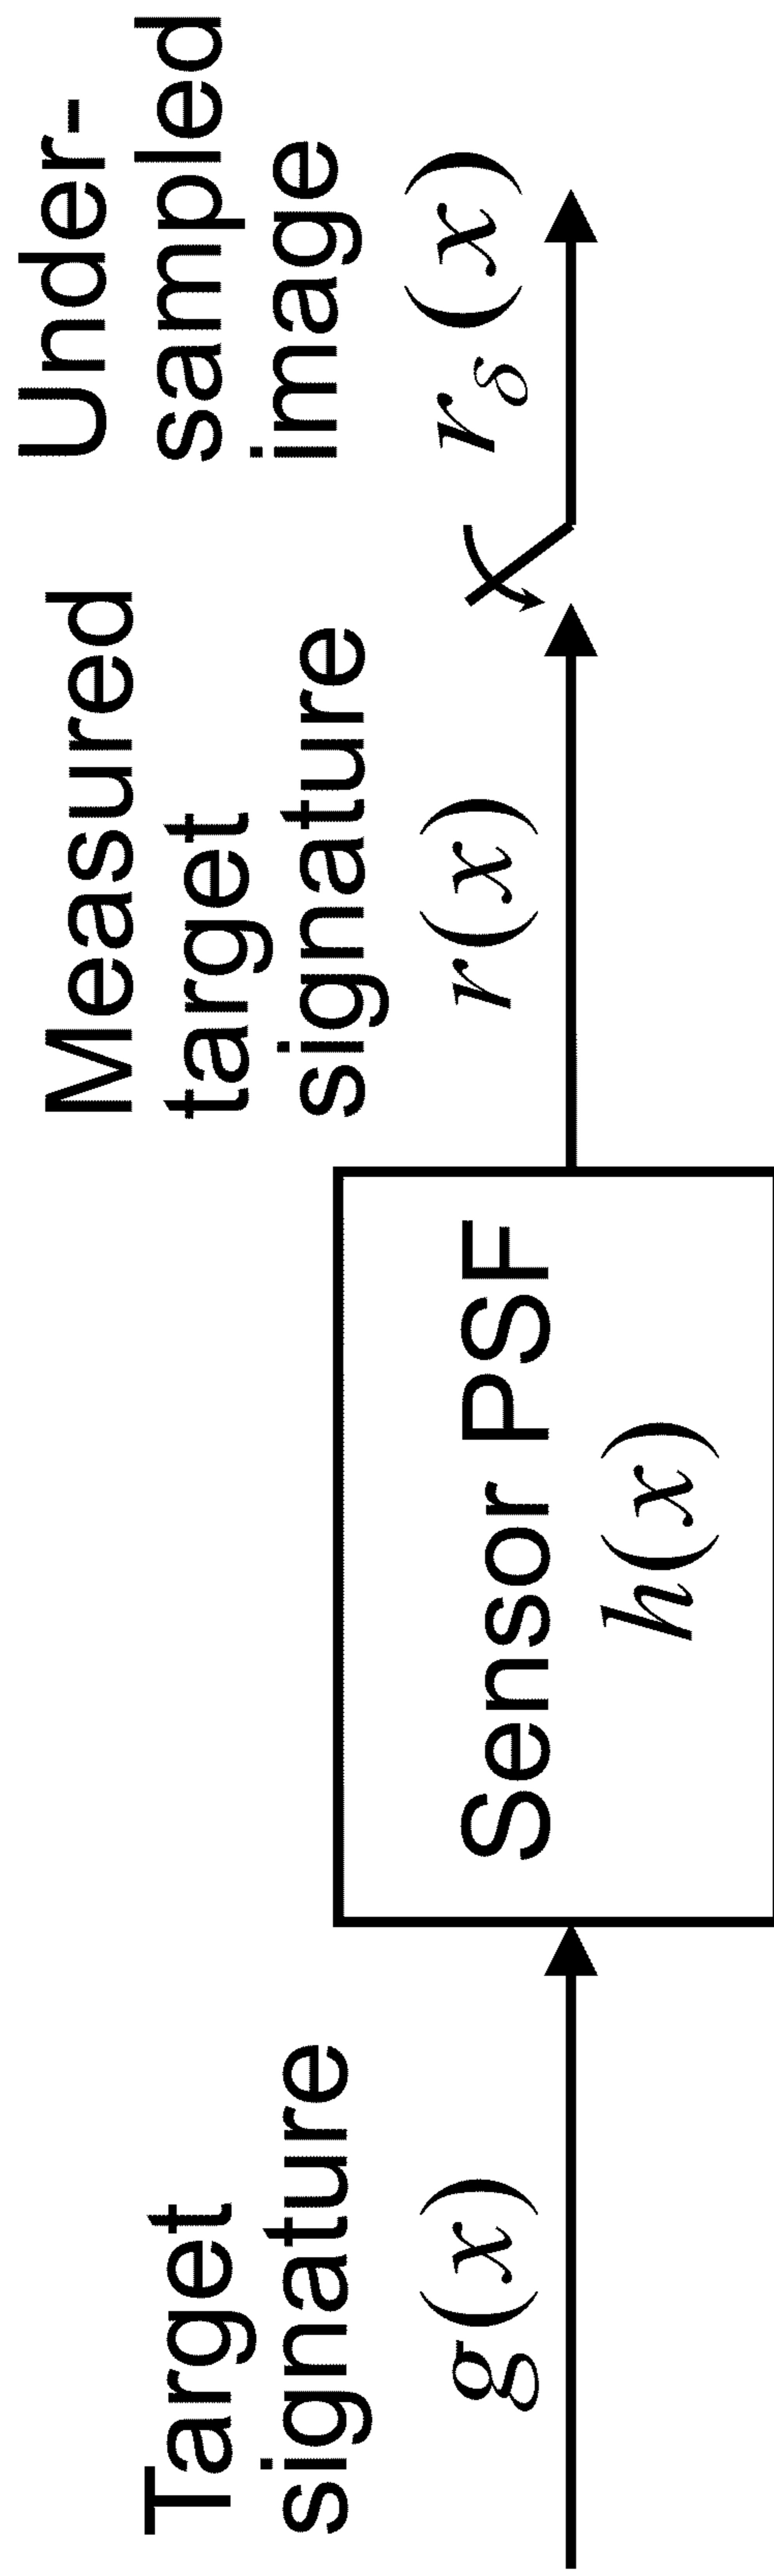 Target
signature
g(x)
Sensor PSF
h(x)
Measured
target
signature
r(x)
Under-
sampled
image
r_δ(x)